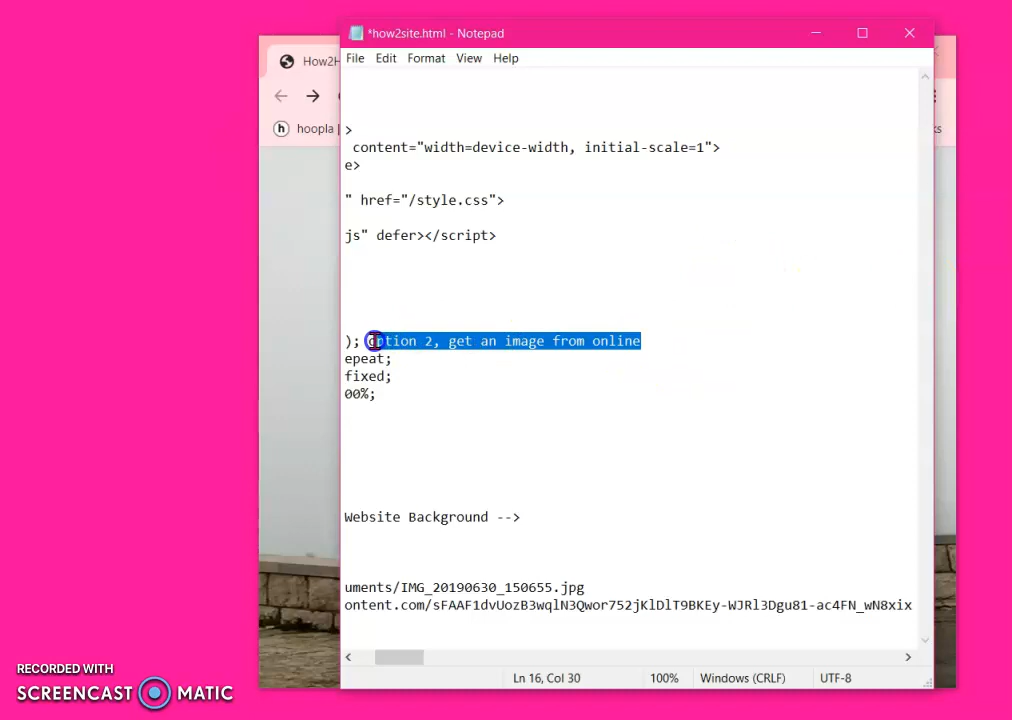 *how2site.html - Notepad
How2H
File Edit Format View Help
hoopla
ks
>
content="width=device-width, initial-scale=1">
e>
" href="/style.css">
js" defer></script>
); option 2, get an image from online
epeat;
fixed;
00%;
Website Background -->
uments/IMG_20190630_150655.jpg
ontent.com/sFAAF1dvUozB3wqlN3Qwor752jKlDlT9BKEy-WJRl3Dgu81-ac4FN_wN8xix
RECORDED WITH
SCREENCAST MATIC
Ln 16, Col 30 100% Windows (CRLF) UTF-8